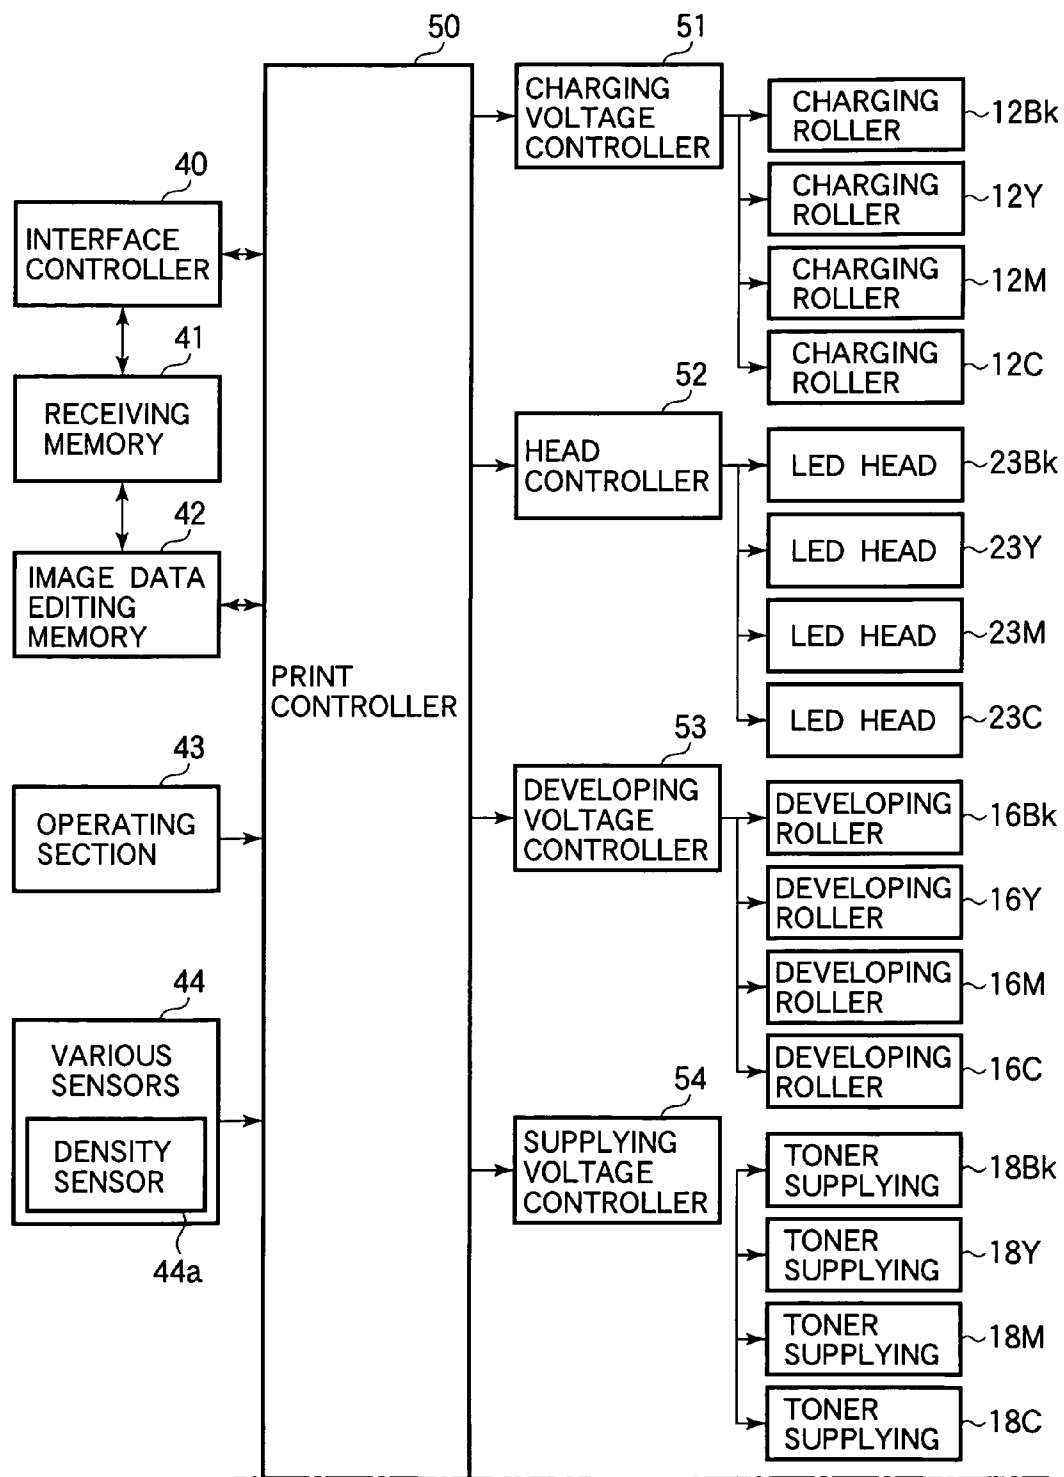 50
51
CHARGING
VOLTAGE
CONTROLLER
CHARGING
ROLLER
12Bk
CHARGING
ROLLER
12Y
CHARGING
ROLLER
12M
CHARGING
ROLLER
12C
40
INTERFACE
CONTROLLER
41
RECEIVING
MEMORY
42
IMAGE DATA
EDITING
MEMORY
PRINT
CONTROLLER
52
HEAD
CONTROLLER
LED HEAD
23Bk
LED HEAD
23Y
LED HEAD
23M
LED HEAD
23C
43
OPERATING
SECTION
53
DEVELOPING
VOLTAGE
CONTROLLER
DEVELOPING
ROLLER
16Bk
DEVELOPING
ROLLER
16Y
DEVELOPING
ROLLER
16M
DEVELOPING
ROLLER
16C
44
VARIOUS
SENSORS
DENSITY
SENSOR
44a
54
SUPPLYING
VOLTAGE
CONTROLLER
TONER
SUPPLYING
18Bk
TONER
SUPPLYING
18Y
TONER
SUPPLYING
18M
TONER
SUPPLYING
18C